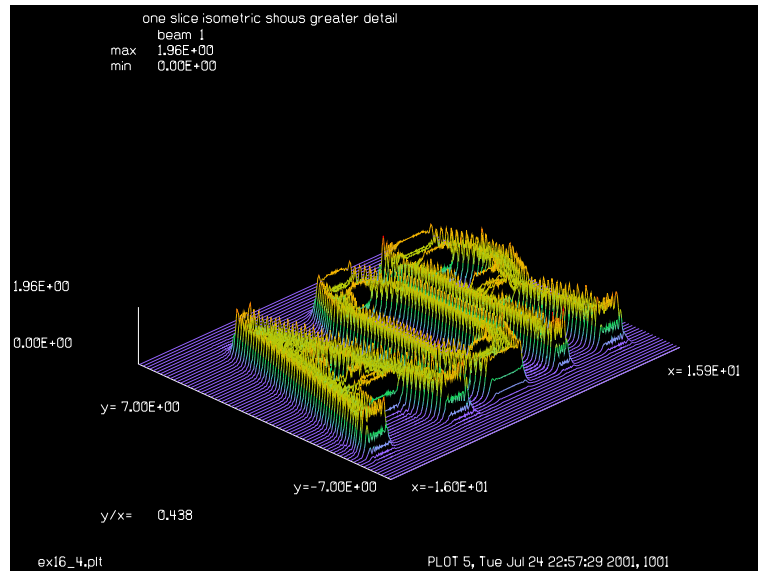 one slice isometric shows greater detail
beam 1
max 1.96E+00
min 0.00E+00
1.96E+00
0.00E+00
x= 1.59E+01
y= 7.00E+00
y=-7.00E+00 x=-1.60E+01
y/x= 0.438
ex16_4.plt PLOT 5, Tue Jul 24 22:57:29 2001, 1001